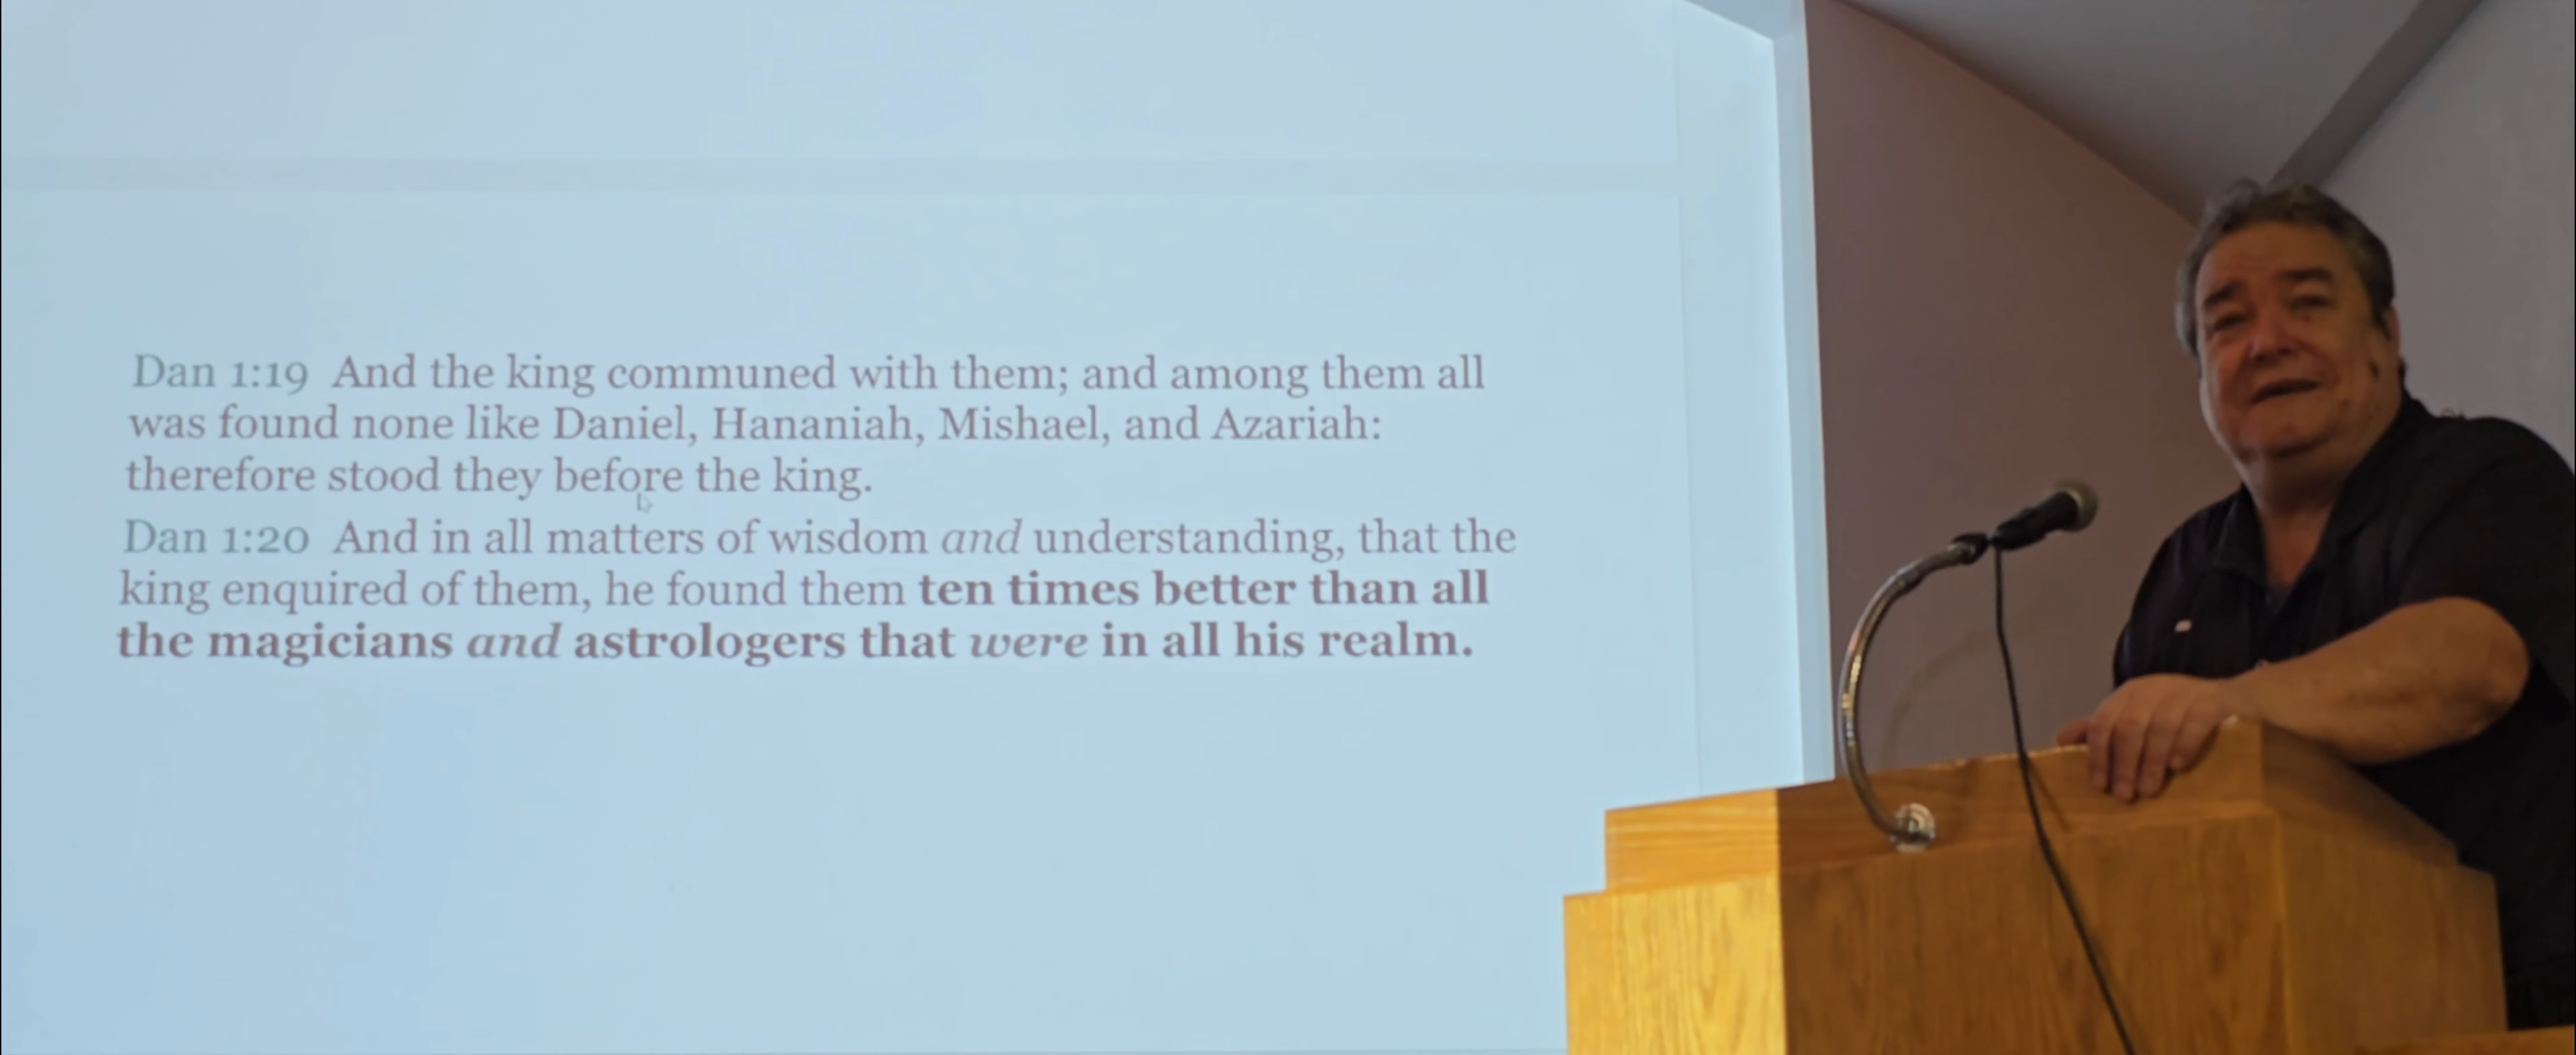 Dan 1:19 And the king communed with them; and among them all
was found none like Daniel, Hananiah, Mishael, and Azariah:
therefore stood they before the king.
Dan 1:20 And in all matters of wisdom and understanding, that the
king enquired of them, he found them ten times better than all
the magicians and astrologers that were in all his realm.